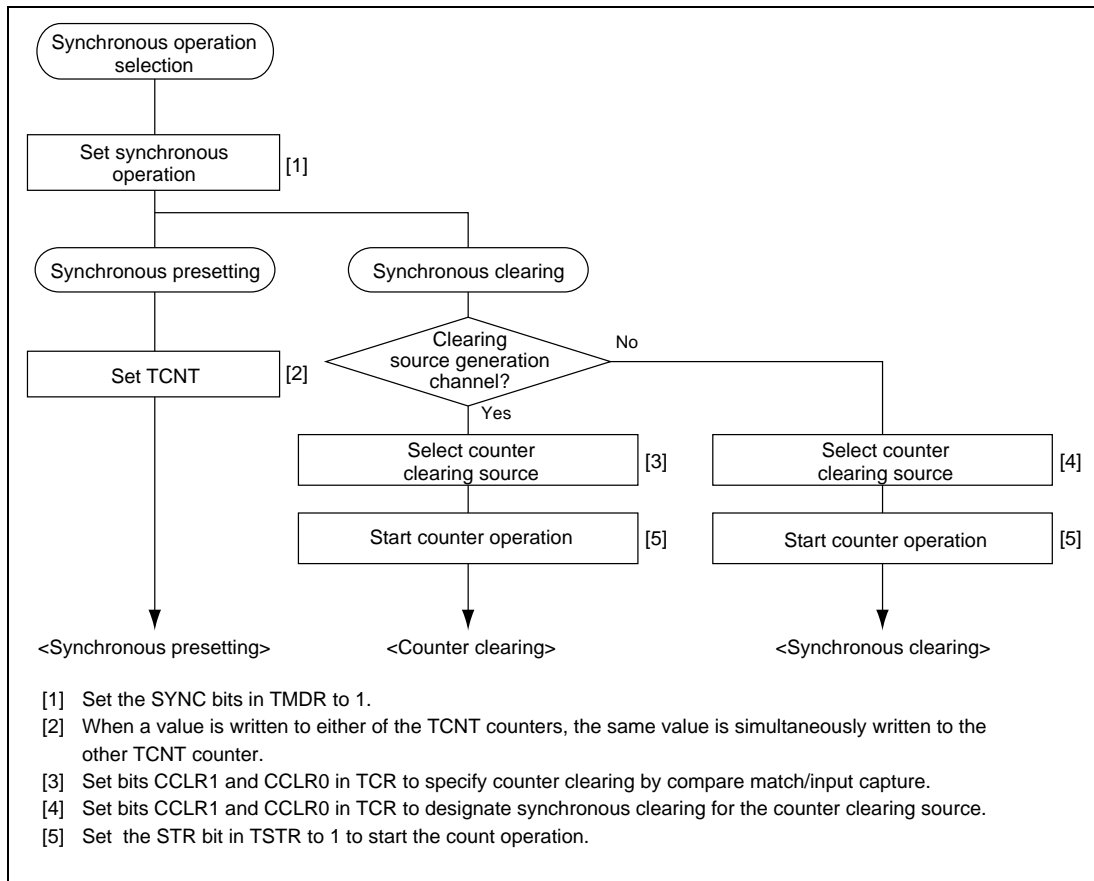 Synchronous operation
selection
Set synchronous
operation
[1]
Synchronous presetting
Synchronous clearing
Set TCNT
[2]
Clearing
source generation
channel?
No
Yes
Select counter
clearing source
[3]
Select counter
clearing source
[4]
Start counter operation
[5]
Start counter operation
[5]
<Synchronous presetting>
<Counter clearing>
<Synchronous clearing>
[1] Set the SYNC bits in TMDR to 1.
[2] When a value is written to either of the TCNT counters, the same value is simultaneously written to the
other TCNT counter.
[3] Set bits CCLR1 and CCLR0 in TCR to specify counter clearing by compare match/input capture.
[4] Set bits CCLR1 and CCLR0 in TCR to designate synchronous clearing for the counter clearing source.
[5] Set the STR bit in TSTR to 1 to start the count operation.